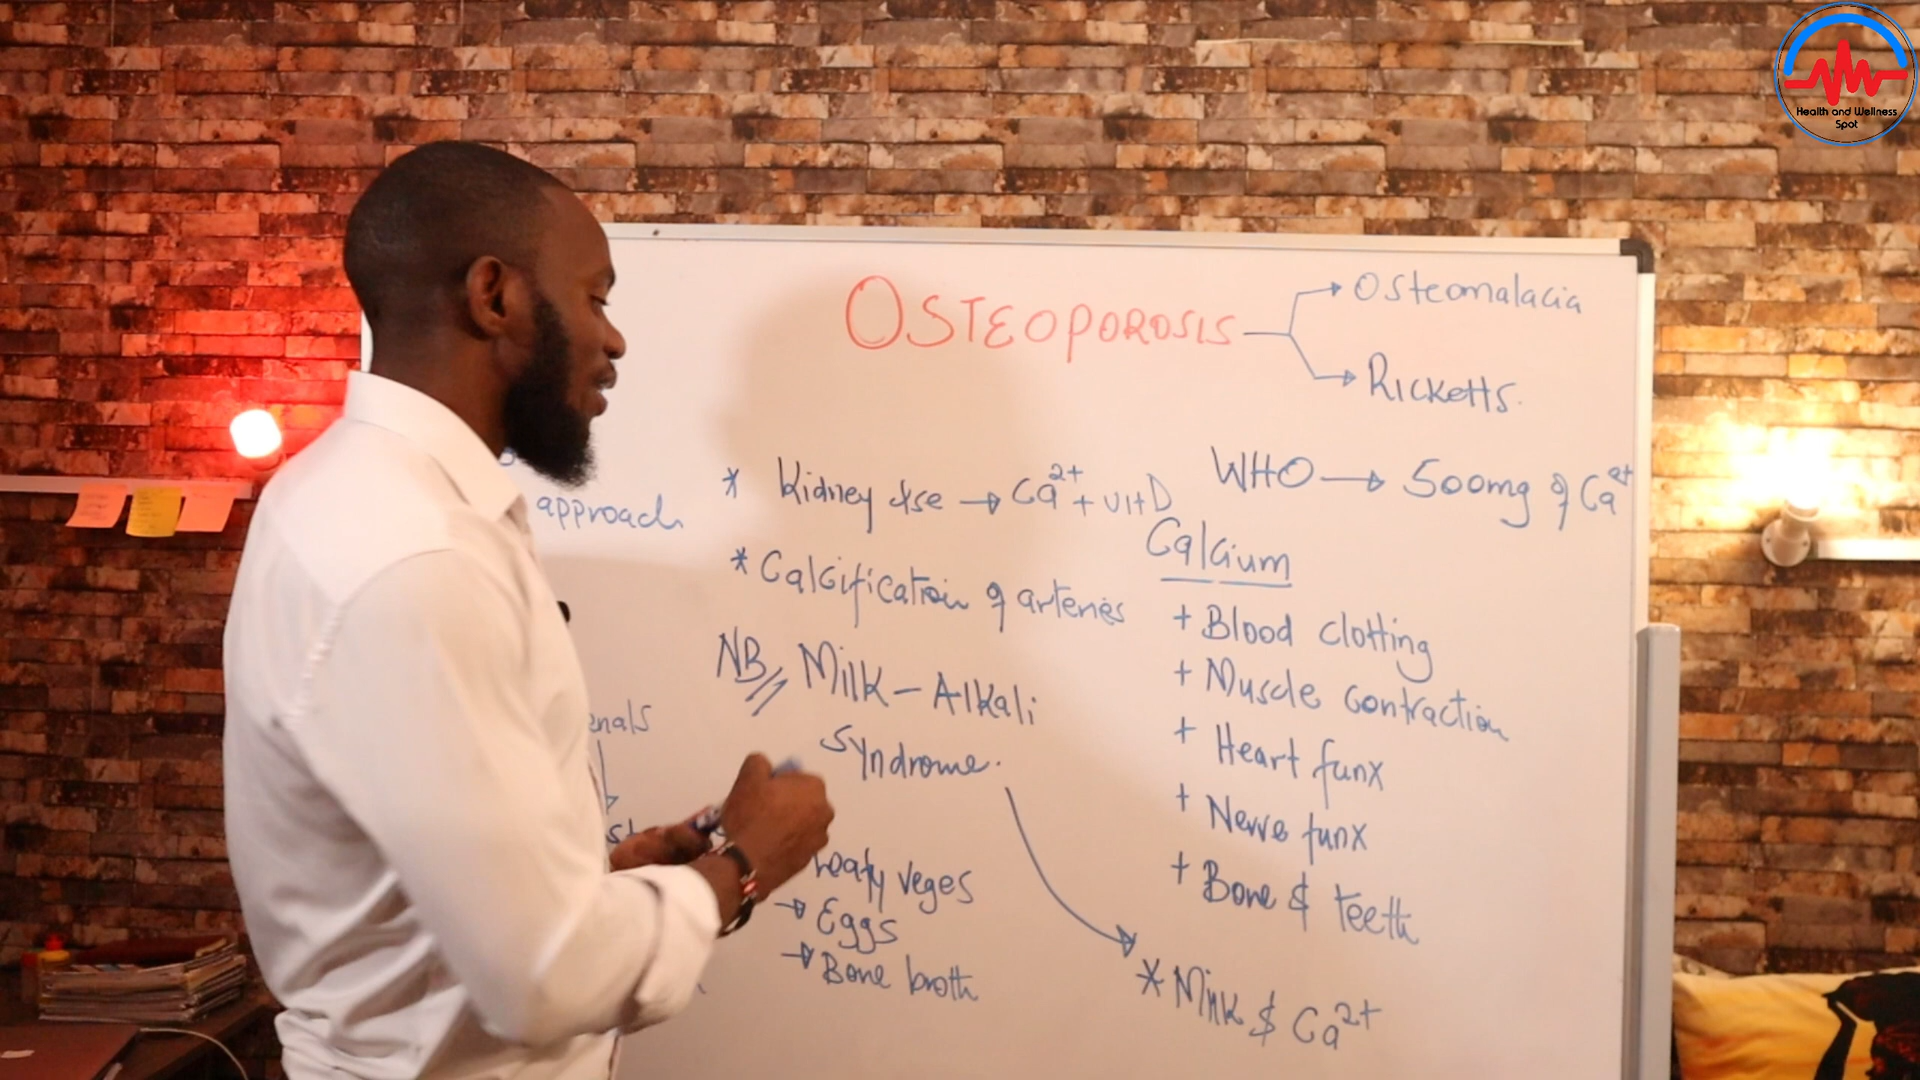 Health and Wellness
Spot
OSTEOPOROSIS
Osteomalacia
Ricketts.
approach
* Kidney dse → Ca2+ + vitD
WHO → 500mg of Ca2+
* Calcification of arteries
Calcium
+ Blood clotting
+ Muscle contraction
+ Heart funx
+ Nerve funx
+ Bone & Teeth
NB// Milk - Alkali
Syndrome.
Leafy veges
→ Eggs
→ Bone broth
* Milk & Ca2+